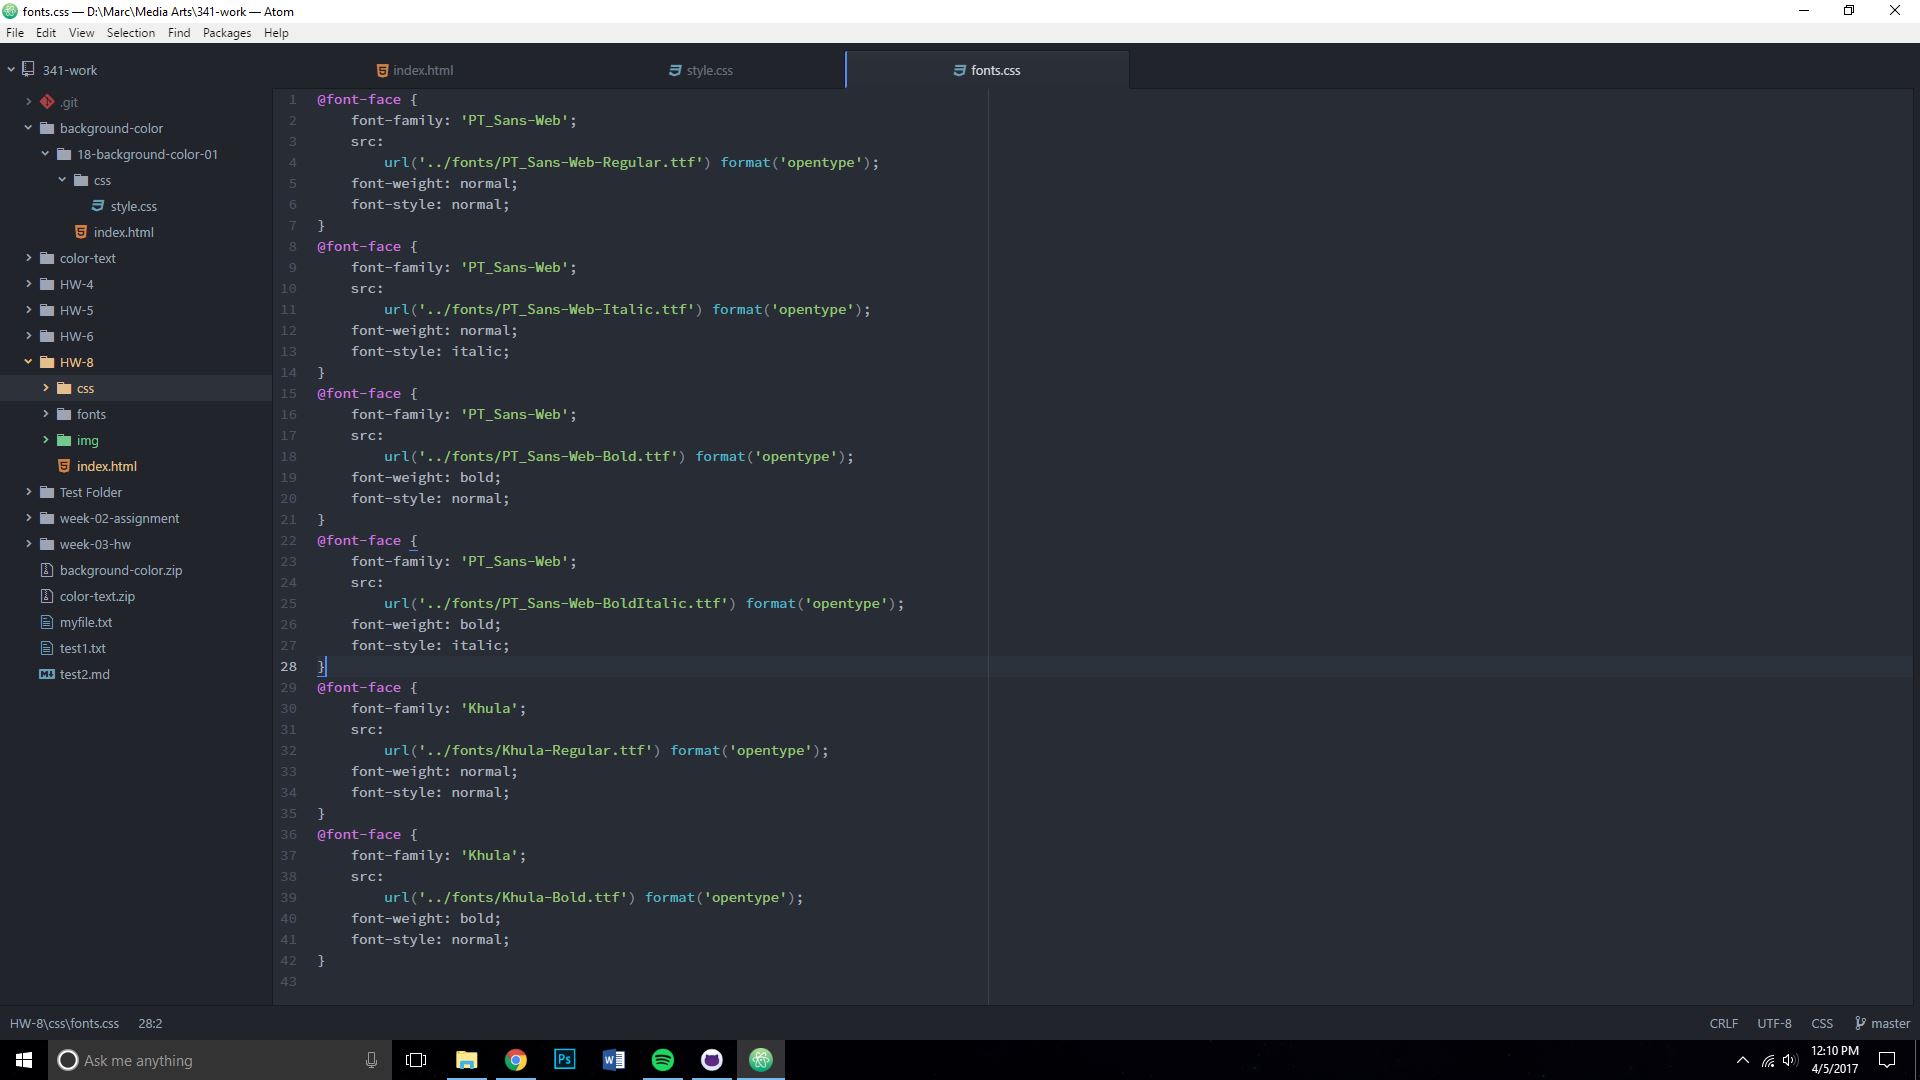 fonts.css — D:\Marc\Media Arts\341-work — Atom
File Edit View Selection Find Packages Help
341-work
.git
background-color
18-background-color-01
css
style.css
index.html
color-text
HW-4
HW-5
HW-6
HW-8
css
fonts
img
index.html
Test Folder
week-02-assignment
week-03-hw
background-color.zip
color-text.zip
myfile.txt
test1.txt
test2.md
index.html style.css fonts.css
1 @font-face {
2 font-family: 'PT_Sans-Web';
3 src:
4 url('../fonts/PT_Sans-Web-Regular.ttf') format('opentype');
5 font-weight: normal;
6 font-style: normal;
7 }
8 @font-face {
9 font-family: 'PT_Sans-Web';
10 src:
11 url('../fonts/PT_Sans-Web-Italic.ttf') format('opentype');
12 font-weight: normal;
13 font-style: italic;
14 }
15 @font-face {
16 font-family: 'PT_Sans-Web';
17 src:
18 url('../fonts/PT_Sans-Web-Bold.ttf') format('opentype');
19 font-weight: bold;
20 font-style: normal;
21 }
22 @font-face {
23 font-family: 'PT_Sans-Web';
24 src:
25 url('../fonts/PT_Sans-Web-BoldItalic.ttf') format('opentype');
26 font-weight: bold;
27 font-style: italic;
28 }
29 @font-face {
30 font-family: 'Khula';
31 src:
32 url('../fonts/Khula-Regular.ttf') format('opentype');
33 font-weight: normal;
34 font-style: normal;
35 }
36 @font-face {
37 font-family: 'Khula';
38 src:
39 url('../fonts/Khula-Bold.ttf') format('opentype');
40 font-weight: bold;
41 font-style: normal;
42 }
43
HW-8\css\fonts.css 28:2 CRLF UTF-8 CSS master
Ask me anything
Ps
W
12:10 PM
4/5/2017